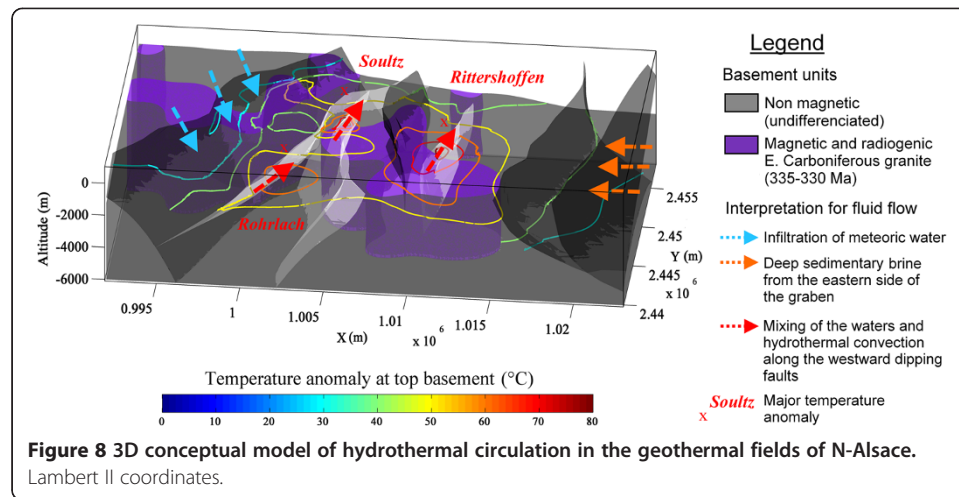 Soultz
Rittershoffen
Rohrlach
x
x
x
Altitude (m)
0
-2000
-4000
-6000
0.995
1
1.005
1.01
1.015
1.02
X (m)
x 10⁶
2.455
2.45
2.445
2.44
Y (m)
x 10⁶
Temperature anomaly at top basement (°C)
0 10 20 30 40 50 60 70 80
Legend
Basement units
Non magnetic
(undifferenciated)
Magnetic and radiogenic
E. Carboniferous granite
(335-330 Ma)
Interpretation for fluid flow
Infiltration of meteoric water
Deep sedimentary brine
from the eastern side of
the graben
Mixing of the waters and
hydrothermal convection
along the westward dipping
faults
Soultz
x
Major temperature
anomaly
Figure 8 3D conceptual model of hydrothermal circulation in the geothermal fields of N-Alsace.
Lambert II coordinates.